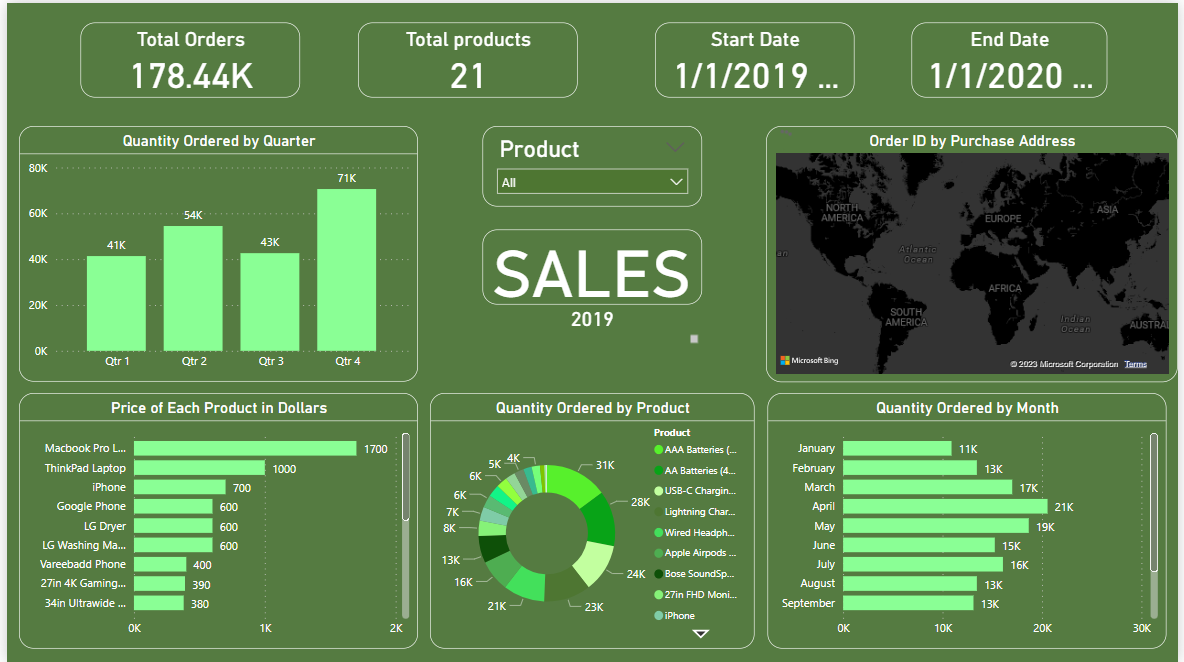 Total Orders
178.44K
Total products
21
Start Date
1/1/2019 ...
End Date
1/1/2020 ...
Quantity Ordered by Quarter
80K
60K
40K
20K
0K
41K
54K
43K
71K
Qtr 1
Qtr 2
Qtr 3
Qtr 4
Product
All
SALES
2019
Order ID by Purchase Address
NORTH
AMERICA
EUROPE
ASIA
Atlantic
Ocean
an
AFRICA
SOUTH
AMERICA
Indian
Ocean
AUSTRAL
Microsoft Bing
© 2023 Microsoft Corporation Terms
Price of Each Product in Dollars
Macbook Pro L... 1700
ThinkPad Laptop 1000
iPhone 700
Google Phone 600
LG Dryer 600
LG Washing Ma... 600
Vareebadd Phone 400
27in 4K Gaming... 390
34in Ultrawide ... 380
0K 1K 2K
Quantity Ordered by Product
31K
28K
24K
23K
21K
16K
13K
8K
7K
6K
6K
5K
4K
Product
AAA Batteries (...
AA Batteries (4...
USB-C Chargin...
Lightning Char...
Wired Headph...
Apple Airpods ...
Bose SoundSp...
27in FHD Moni...
iPhone
Quantity Ordered by Month
January 11K
February 13K
March 17K
April 21K
May 19K
June 15K
July 16K
August 13K
September 13K
0K 10K 20K 30K